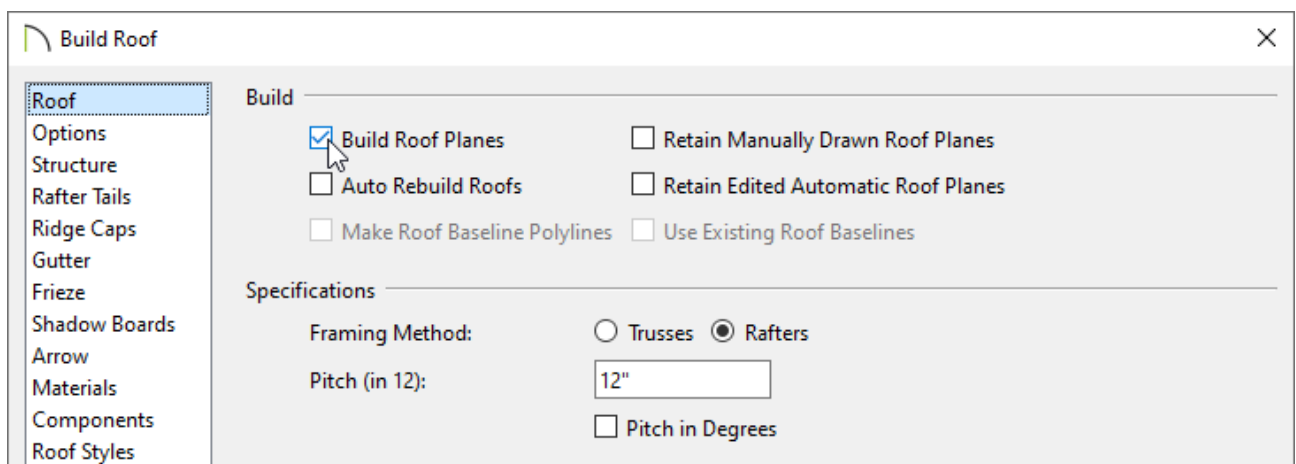 Build Roof
Roof
Options
Structure
Rafter Tails
Ridge Caps
Gutter
Frieze
Shadow Boards
Arrow
Materials
Components
Roof Styles
Build
Build Roof Planes
Retain Manually Drawn Roof Planes
Auto Rebuild Roofs
Retain Edited Automatic Roof Planes
Make Roof Baseline Polylines
Use Existing Roof Baselines
Specifications
Framing Method:
Trusses
Rafters
Pitch (in 12):
12"
Pitch in Degrees